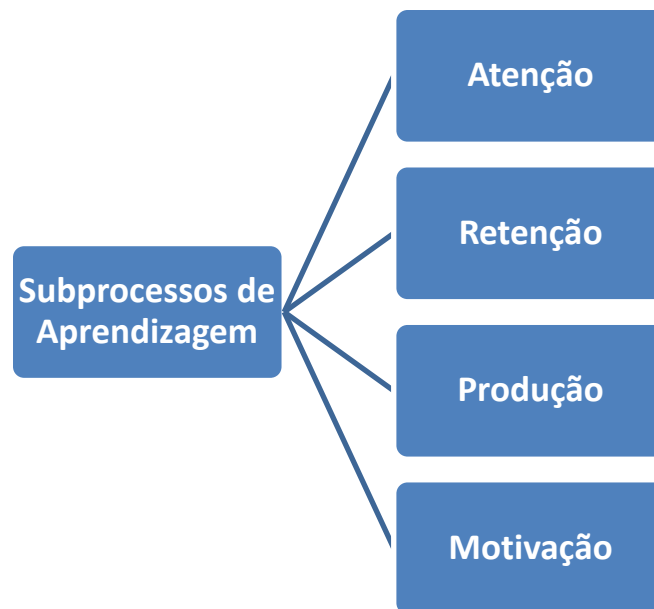 Atenção
Retenção
Subprocessos de
Aprendizagem
Produção
Motivação